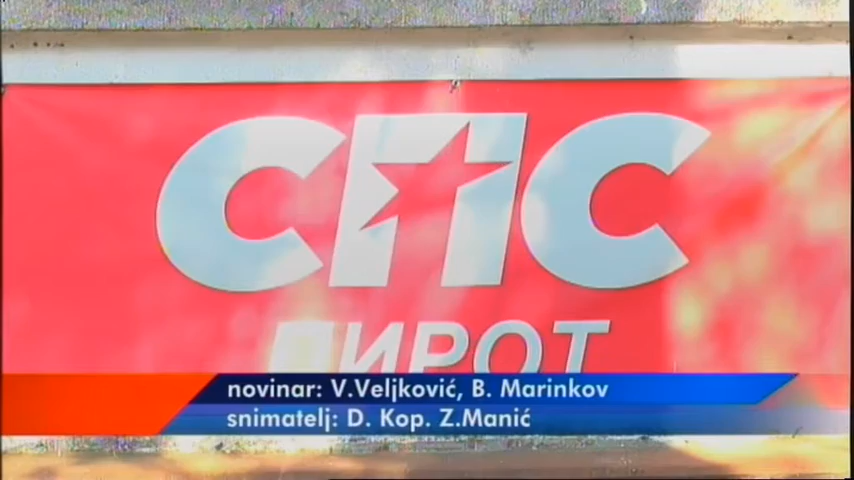 СПС
ПИРОТ
novinar: V.Veljković, B. Marinkov
snimatelj: D. Kop. Z.Manić